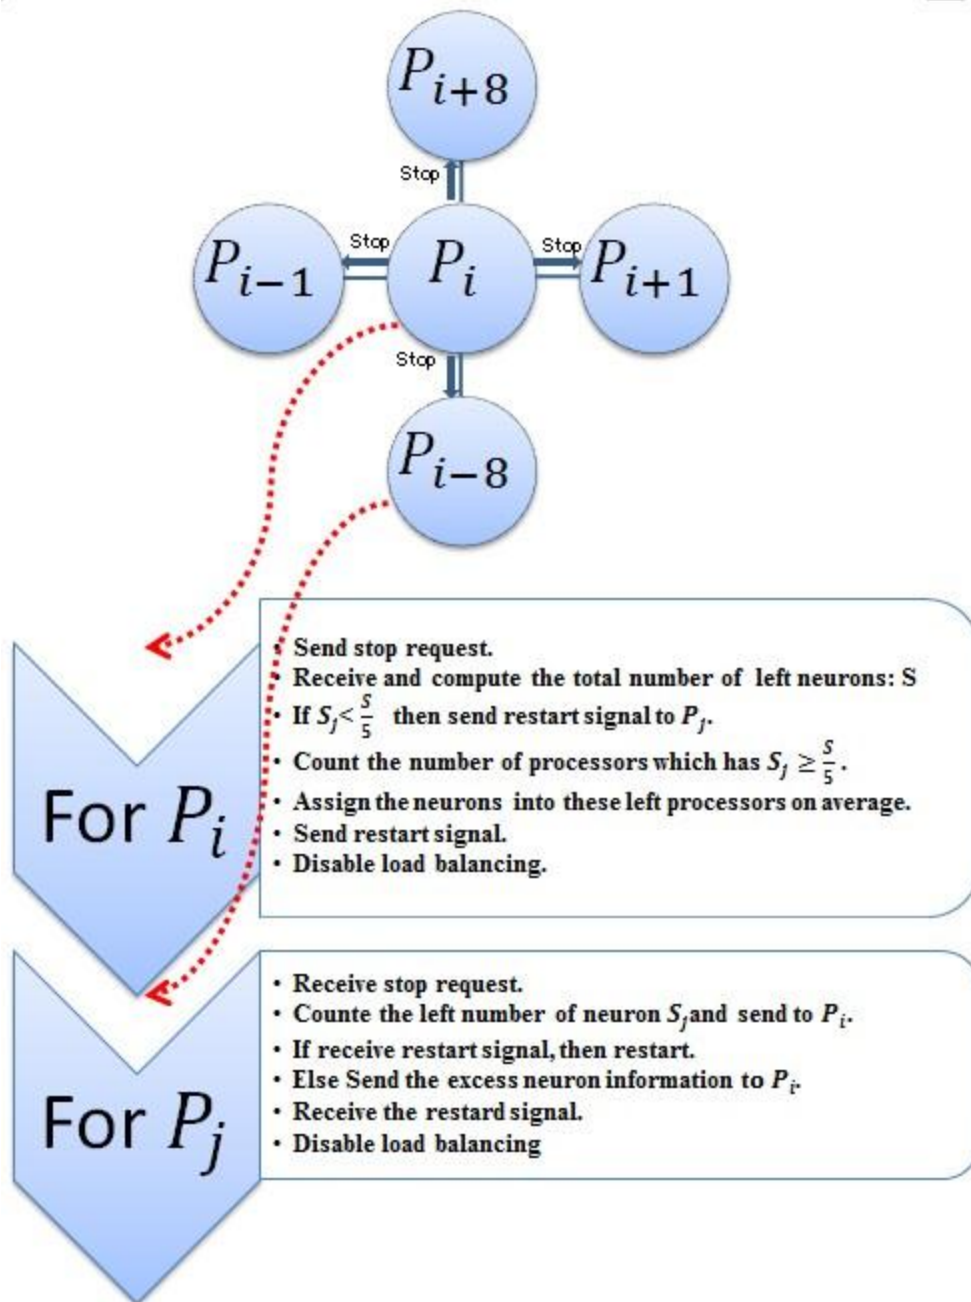 P_{i+8}
Stop
Stop
Stop
P_{i-1}
P_i
P_{i+1}
Stop
P_{i-8}
For P_i
• Send stop request.
• Receive and compute the total number of left neurons: S
• If S_j < S/5 then send restart signal to P_j.
• Count the number of processors which has S_j ≥ S/5.
• Assign the neurons into these left processors on average.
• Send restart signal.
• Disable load balancing.
For P_j
• Receive stop request.
• Counte the left number of neuron S_j and send to P_i.
• If receive restart signal, then restart.
• Else Send the excess neuron information to P_i.
• Receive the restard signal.
• Disable load balancing